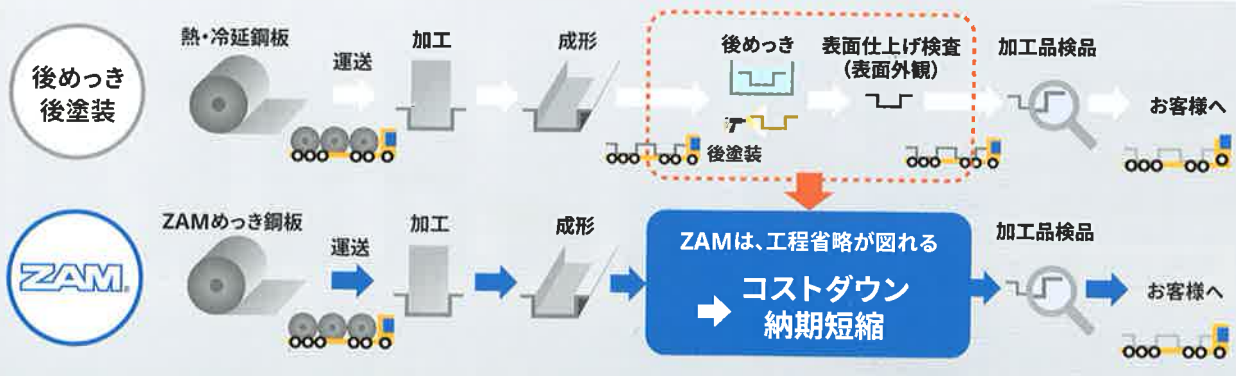 後めっき
後塗装
熱・冷延鋼板
運送
加工
成形
後めっき
後塗装
表面仕上げ検査
(表面外観)
加工品検品
お客様へ
ZAM®
ZAMめっき鋼板
運送
加工
成形
ZAMは、工程省略が図れる
コストダウン
納期短縮
加工品検品
お客様へ